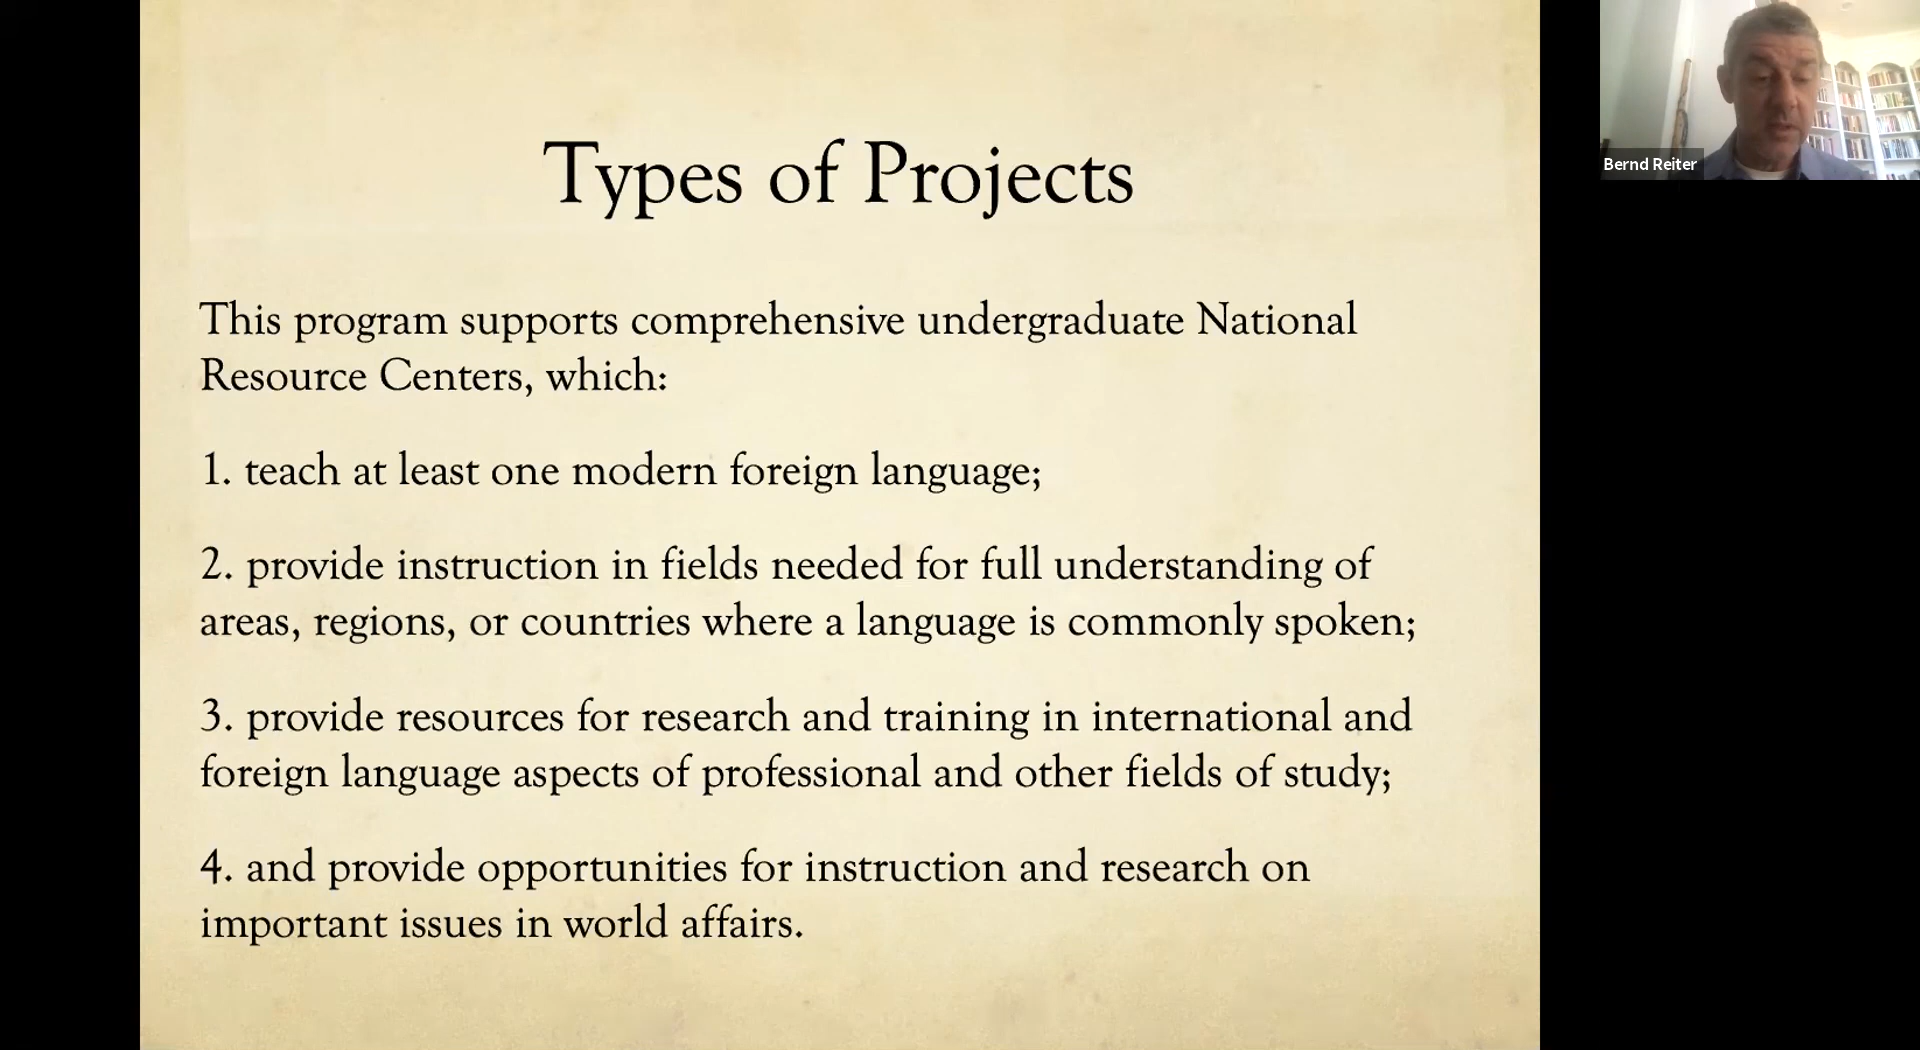 Types of Projects
This program supports comprehensive undergraduate National
Resource Centers, which:
1. teach at least one modern foreign language;
2. provide instruction in fields needed for full understanding of
areas, regions, or countries where a language is commonly spoken;
3. provide resources for research and training in international and
foreign language aspects of professional and other fields of study;
4. and provide opportunities for instruction and research on
important issues in world affairs.
Bernd Reiter